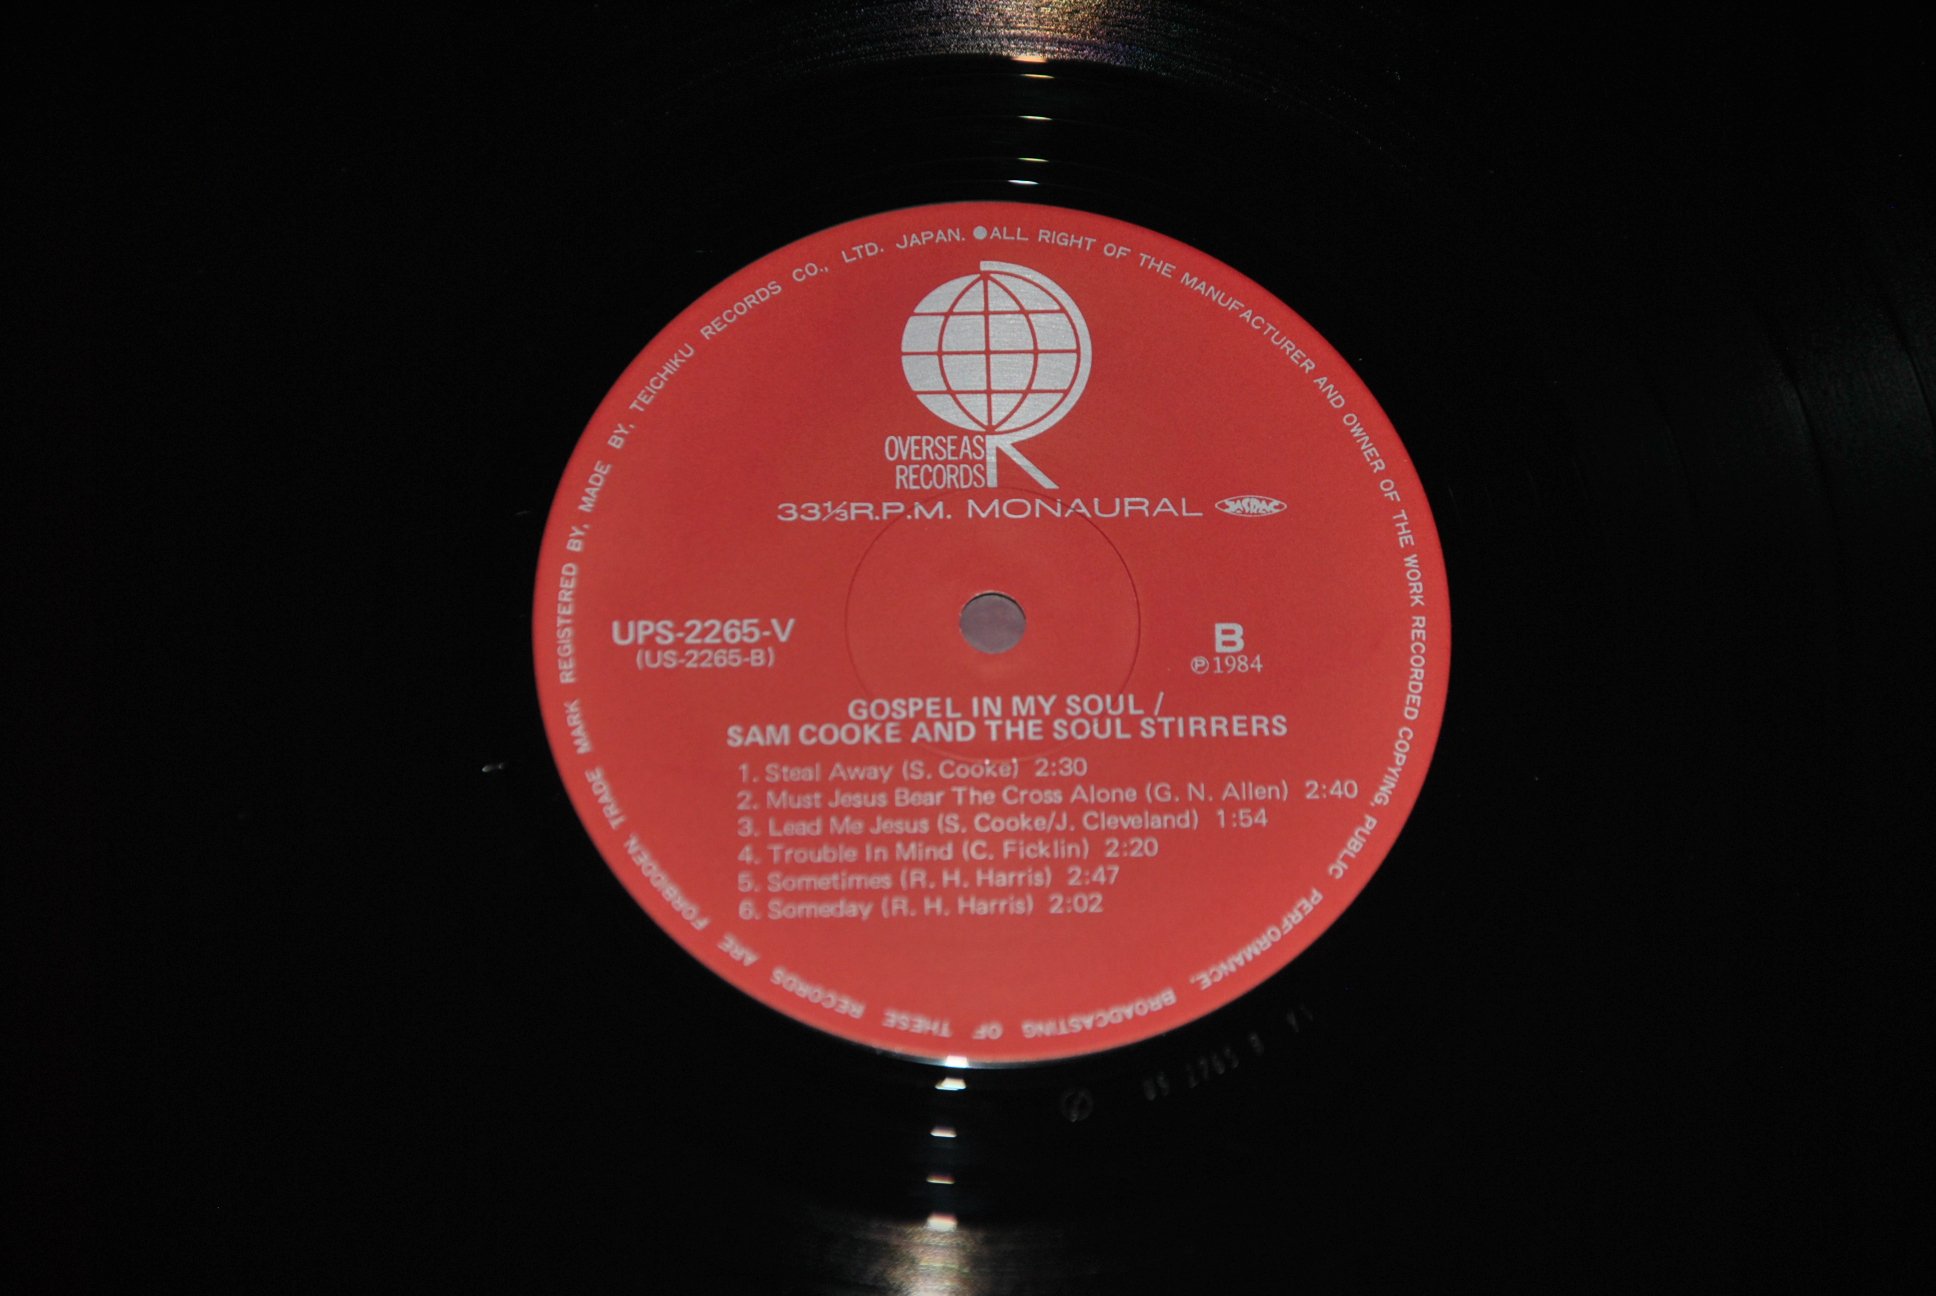 REGISTERED BY. MADE BY. TEICHIKU RECORDS CO., LTD. JAPAN. ●ALL RIGHT OF THE MANUFACTURER AND OWNER OF THE WORK RECORDED COPYING, PUBLIC PERFORMANCE, BROADCASTING OF THESE RECORDS ARE FORBIDDEN. TRADE MARK
OVERSEAS
RECORDS
R
33⅓R.P.M. MONAURAL JASRAC
UPS-2265-V
(US-2265-B)
B
℗1984
GOSPEL IN MY SOUL /
SAM COOKE AND THE SOUL STIRRERS
1. Steal Away (S. Cooke) 2:30
2. Must Jesus Bear The Cross Alone (G. N. Allen) 2:40
3. Lead Me Jesus (S. Cooke/J. Cleveland) 1:54
4. Trouble In Mind (C. Ficklin) 2:20
5. Sometimes (R. H. Harris) 2:47
6. Someday (R. H. Harris) 2:02